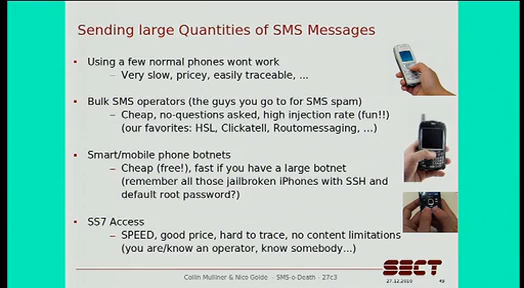 Sending large Quantities of SMS Messages
Using a few normal phones wont work
– Very slow, pricey, easily traceable, ...
Bulk SMS operators (the guys you go to for SMS spam)
– Cheap, no-questions asked, high injection rate (fun!!)
(our favorites: HSL, Clickatell, Routomessaging, ...)
Smart/mobile phone botnets
– Cheap (free!), fast if you have a large botnet
(remember all those jailbroken iPhones with SSH and
default root password?)
SS7 Access
– SPEED, good price, hard to trace, no content limitations
(you are/know an operator, know somebody...)
Collin Mulliner & Nico Golde - SMS-o-Death - 27c3
SECT
27.12.2010 49